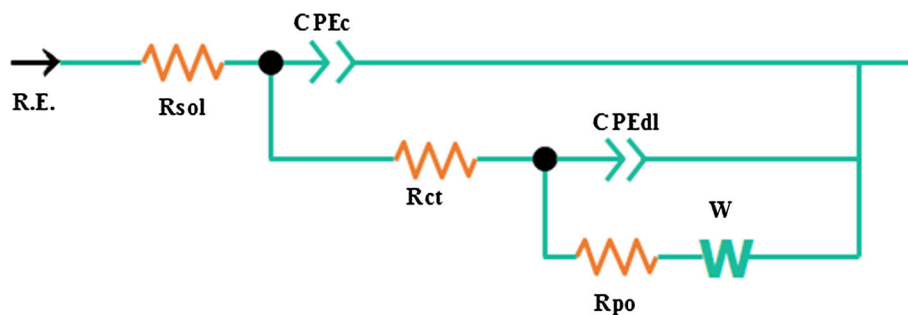 CPEc
R.E.
Rsol
CPEdl
Rct
W
W
Rpo